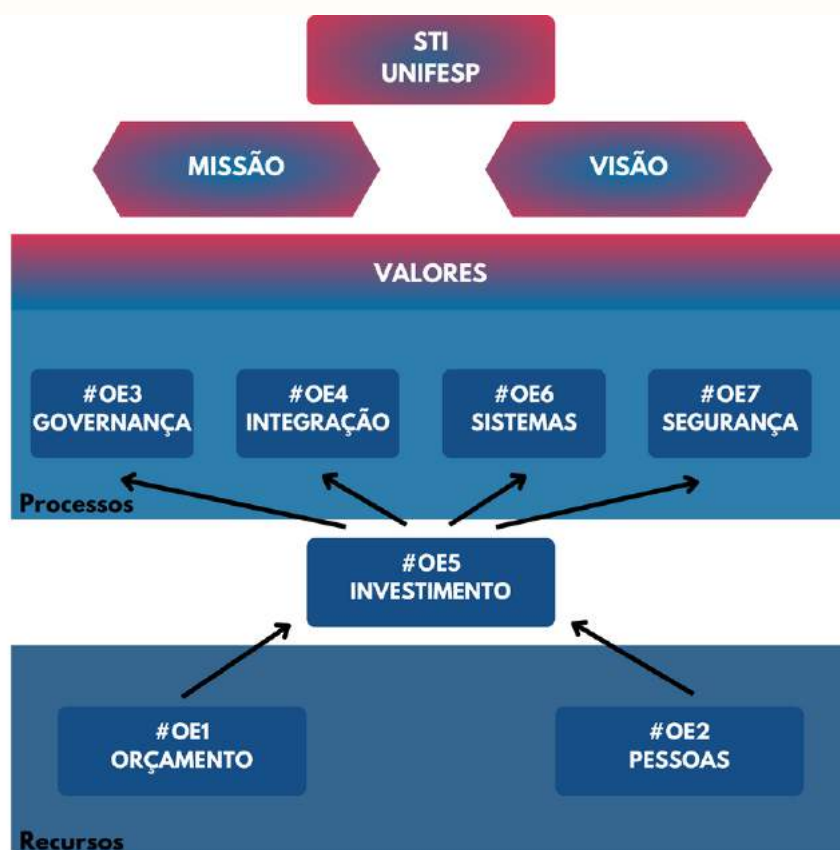 STI
UNIFESP
MISSÃO
VISÃO
VALORES
#OE3
GOVERNANÇA
#OE4
INTEGRAÇÃO
#OE6
SISTEMAS
#OE7
SEGURANÇA
Processos
#OE5
INVESTIMENTO
#OE1
ORÇAMENTO
#OE2
PESSOAS
Recursos